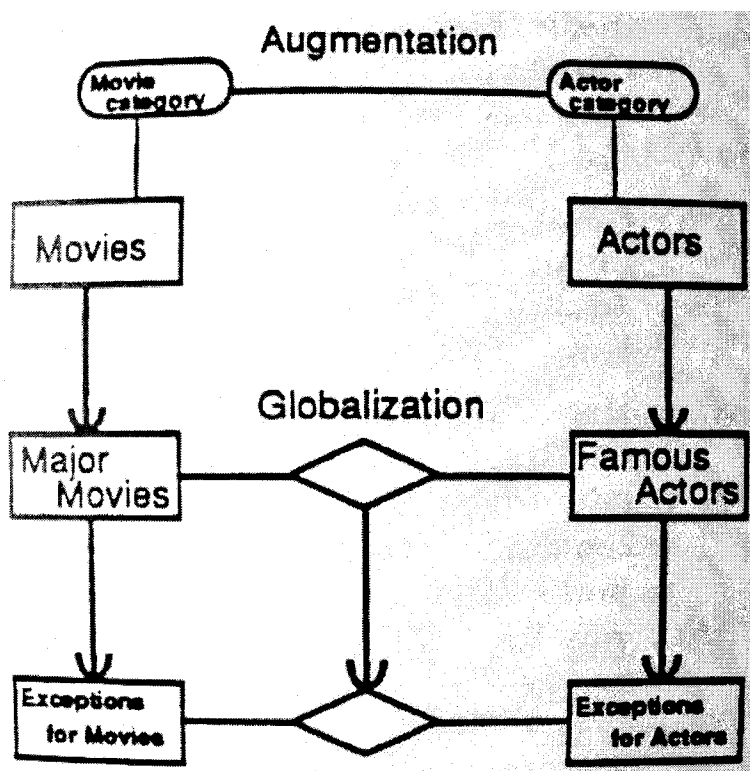 Augmentation
Movie
category
Actor
category
Movies
Actors
Globalization
Major
Movies
Famous
Actors
Exceptions
for Movies
Exceptions
for Actors